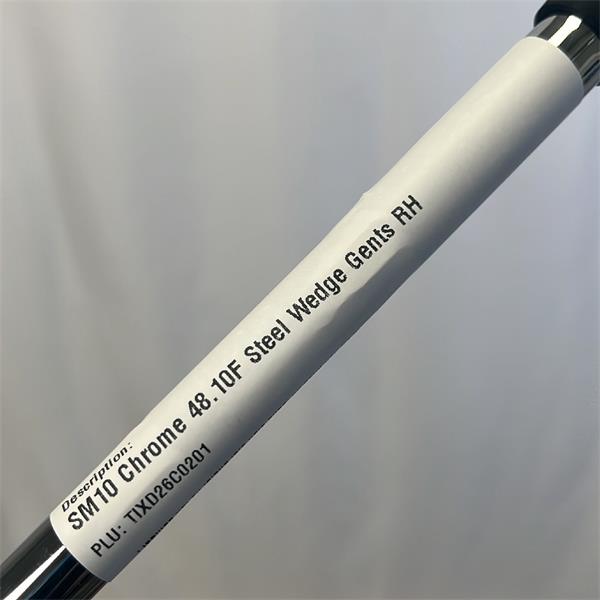 Description:
SM10 Chrome 48.10F Steel Wedge Gents RH
PLU: TIXD26C0201